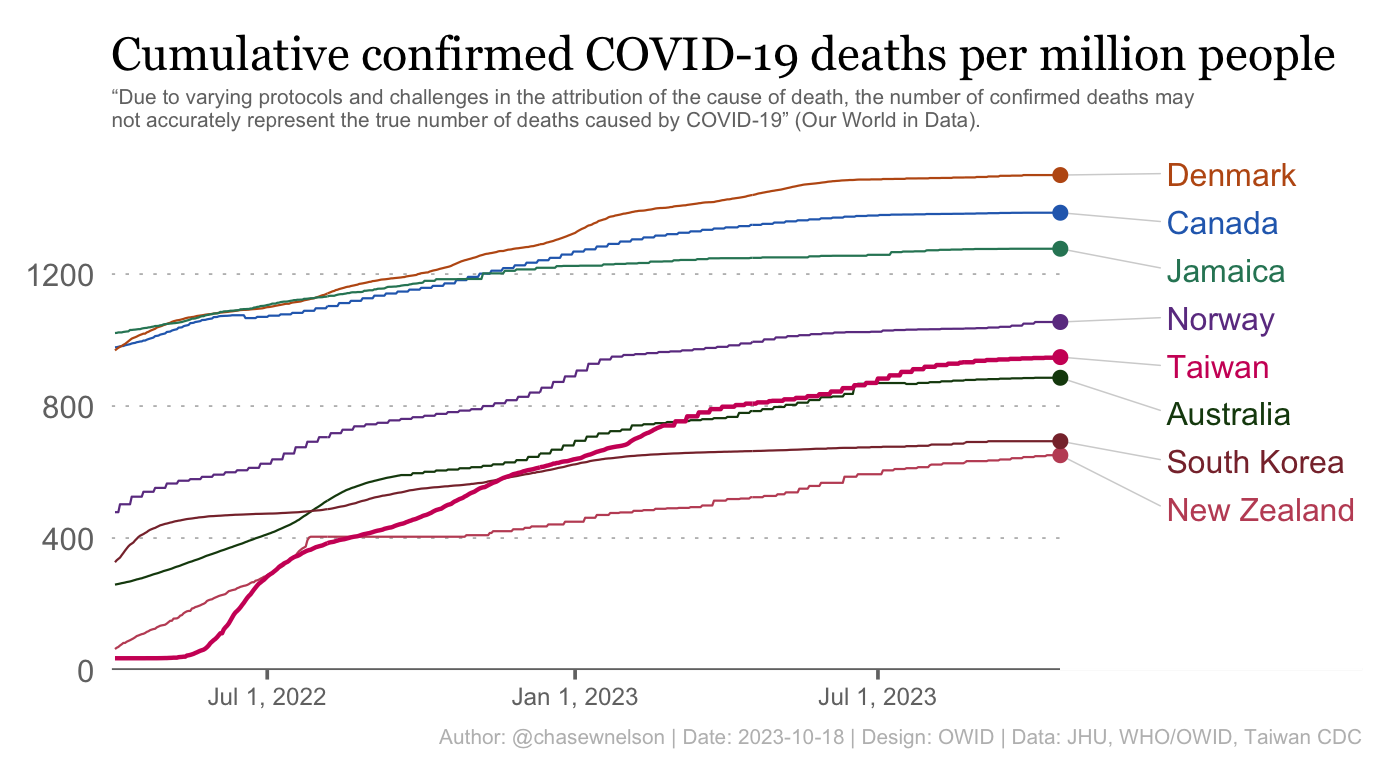 Cumulative confirmed COVID-19 deaths per million people
“Due to varying protocols and challenges in the attribution of the cause of death, the number of confirmed deaths may
not accurately represent the true number of deaths caused by COVID-19” (Our World in Data).
Denmark
Canada
1200
Jamaica
Norway
Taiwan
800
Australia
South Korea
New Zealand
400
0
Jul 1, 2022 Jan 1, 2023 Jul 1, 2023
Author: @chasewnelson | Date: 2023-10-18 | Design: OWID | Data: JHU, WHO/OWID, Taiwan CDC